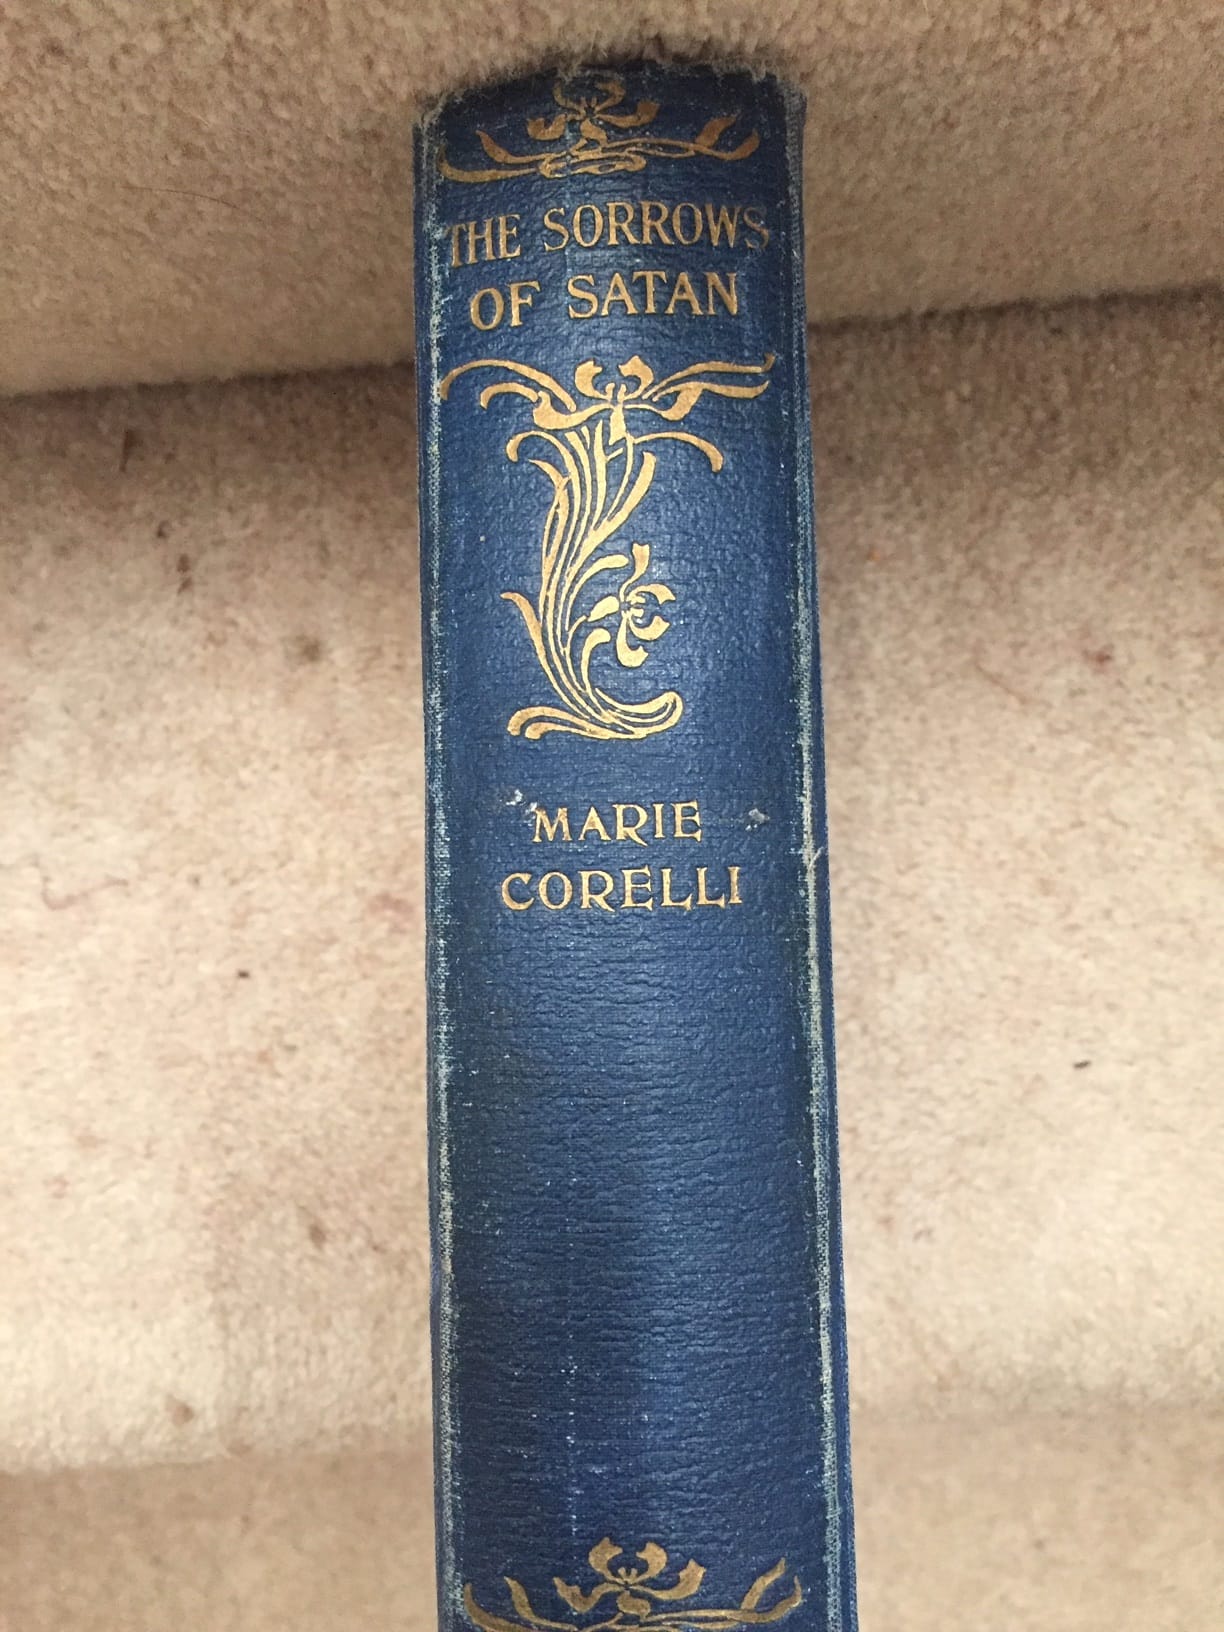 THE SORROWS
OF SATAN
MARIE
CORELLI